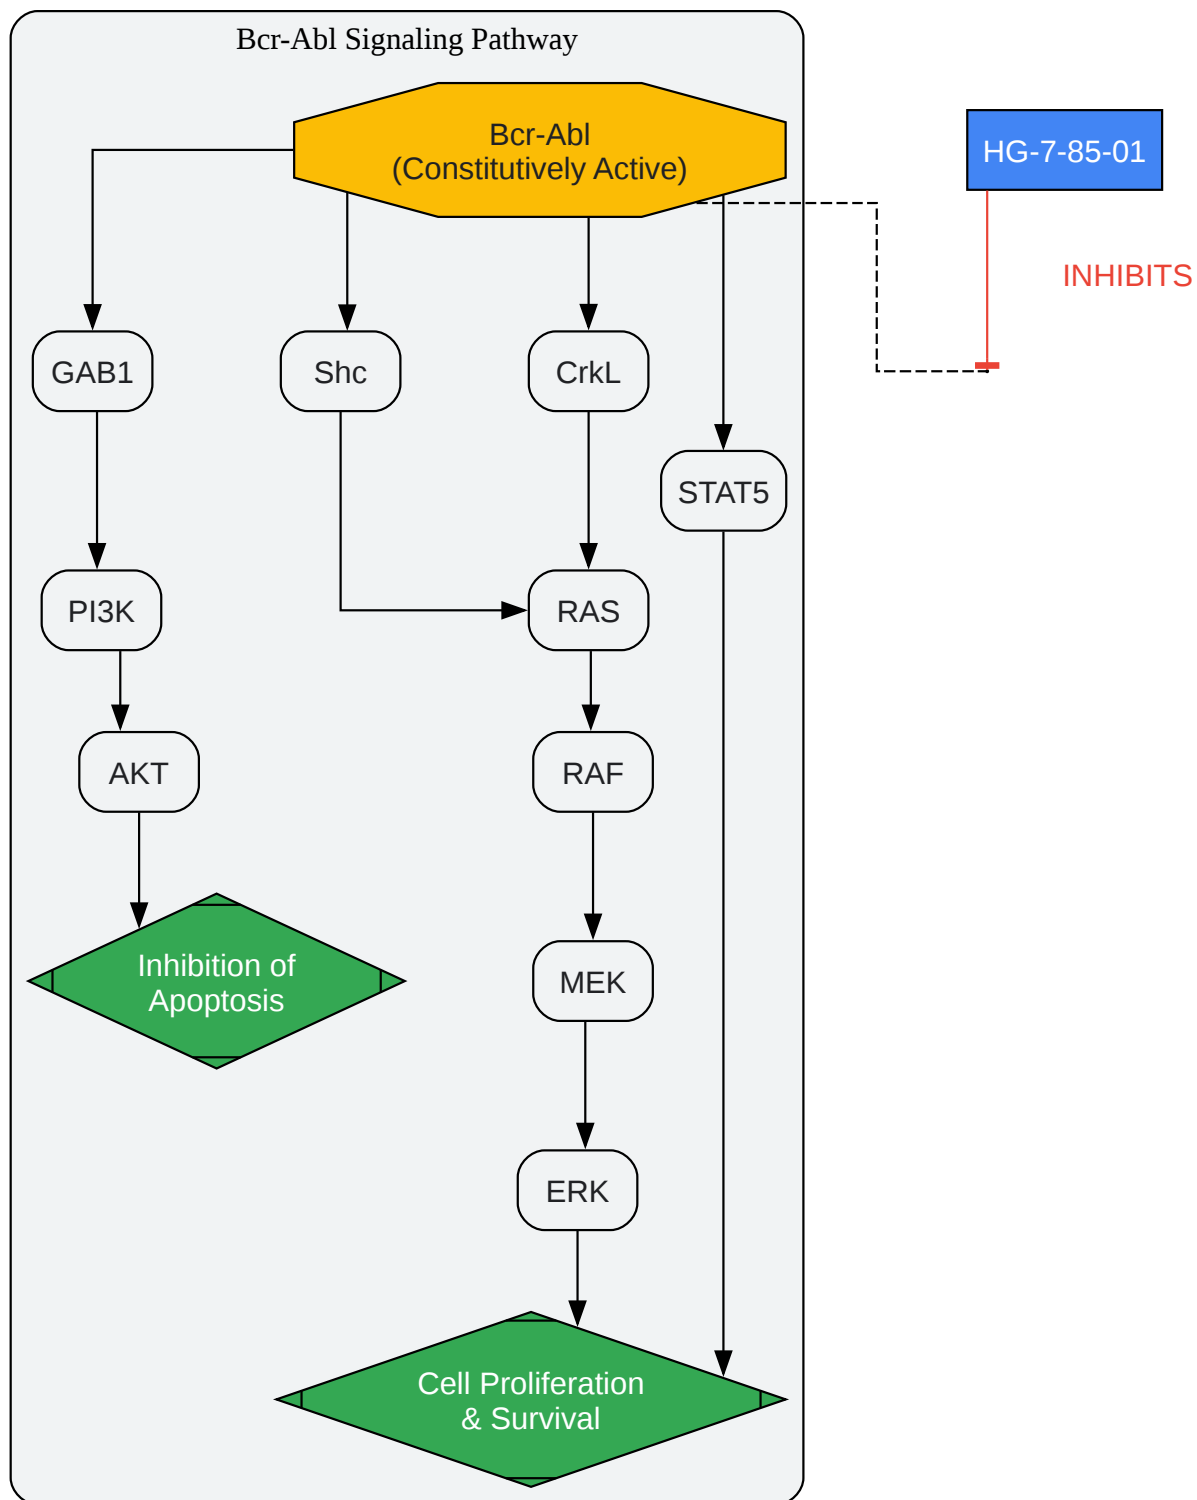 Bcr-Abl Signaling Pathway
Bcr-Abl
(Constitutively Active)
HG-7-85-01
INHIBITS
GAB1
Shc
CrkL
STAT5
PI3K
RAS
AKT
RAF
Inhibition of
Apoptosis
MEK
ERK
Cell Proliferation
& Survival